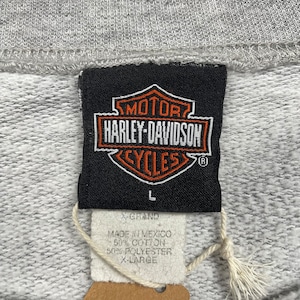 MOTOR
HARLEY-DAVIDSON
CYCLES
®
L
MADE IN MEXICO
50% COTTON
50% POLYESTER
X-LARGE